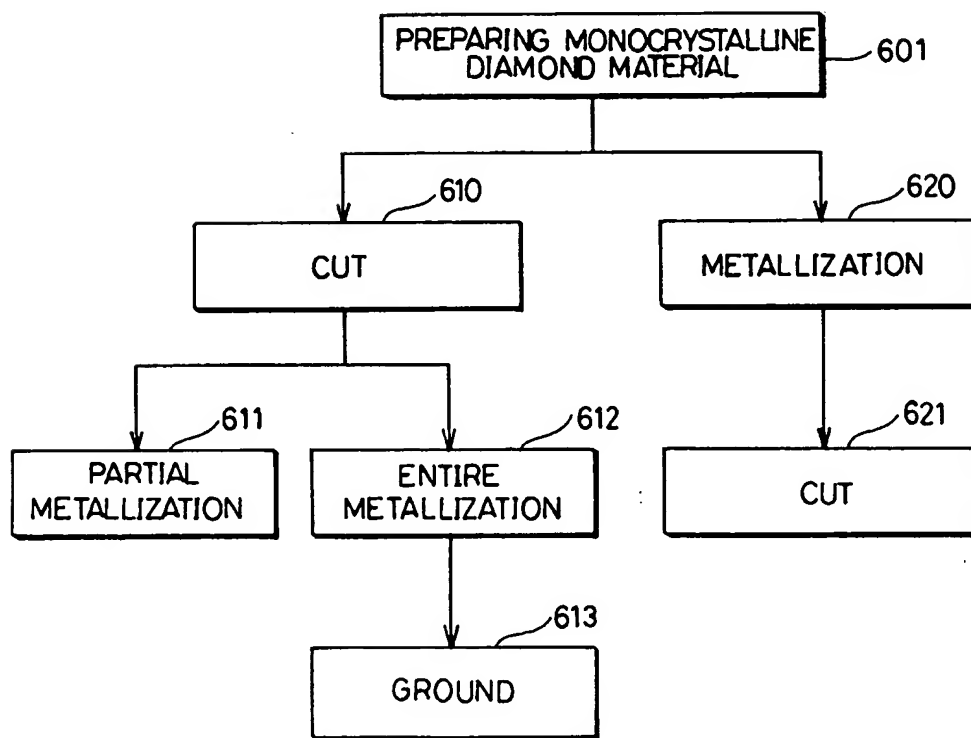 PREPARING MONOCRYSTALLINE
DIAMOND MATERIAL
601
610
620
CUT
METALLIZATION
611
612
621
PARTIAL
METALLIZATION
ENTIRE
METALLIZATION
CUT
613
GROUND